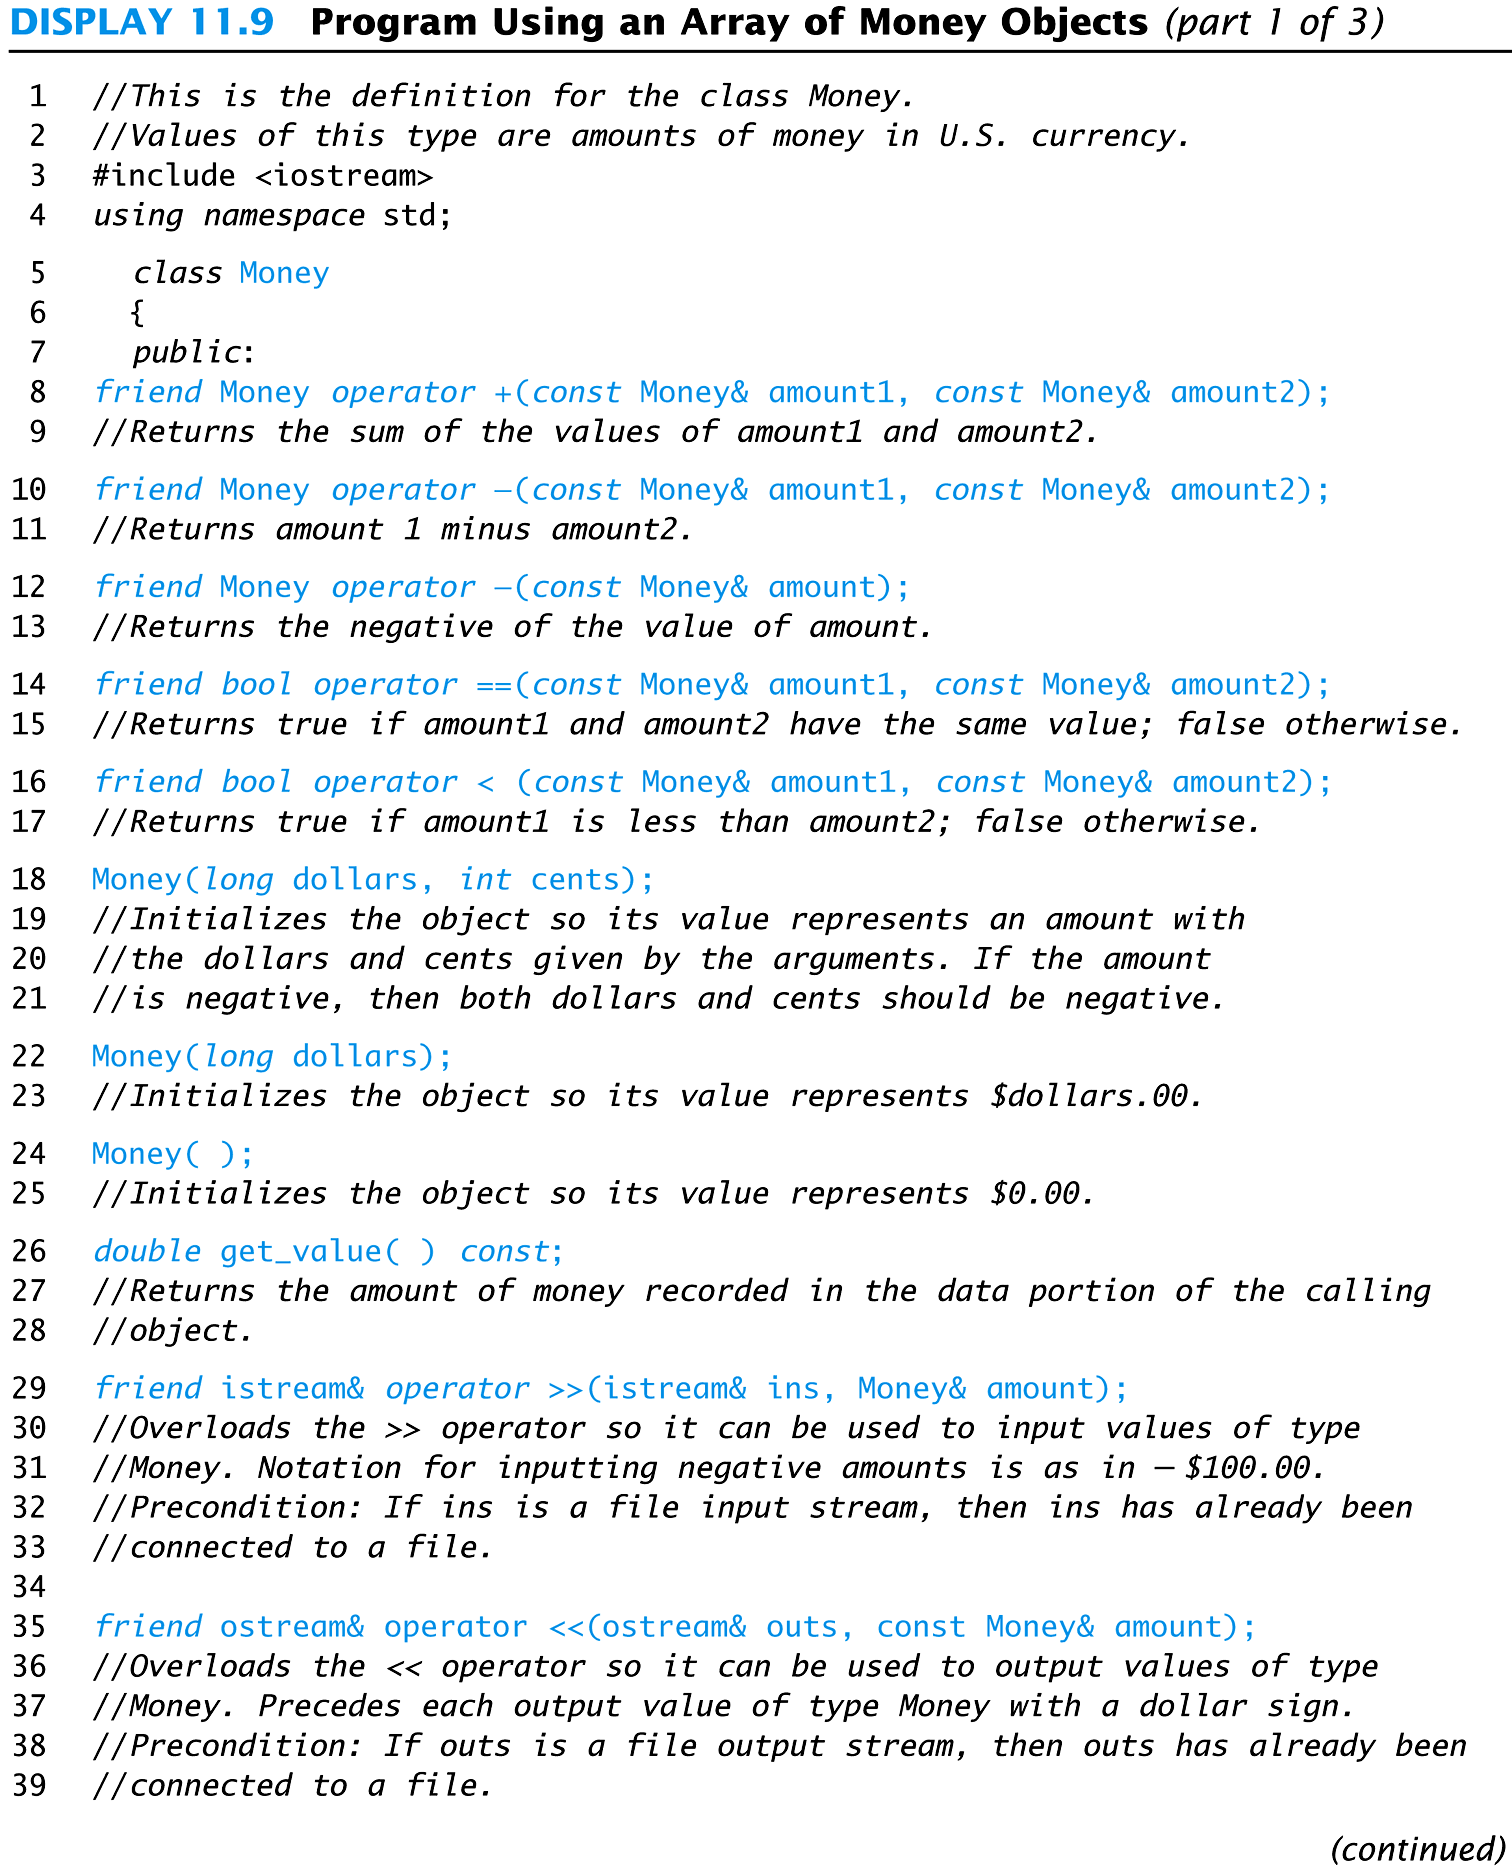 DISPLAY 11.9 Program Using an Array of Money Objects (part 1 of 3)
1 //This is the definition for the class Money.
2 //Values of this type are amounts of money in U.S. currency.
3 #include <iostream>
4 using namespace std;
5 class Money
6 {
7 public:
8 friend Money operator +(const Money& amount1, const Money& amount2);
9 //Returns the sum of the values of amount1 and amount2.
10 friend Money operator –(const Money& amount1, const Money& amount2);
11 //Returns amount 1 minus amount2.
12 friend Money operator –(const Money& amount);
13 //Returns the negative of the value of amount.
14 friend bool operator ==(const Money& amount1, const Money& amount2);
15 //Returns true if amount1 and amount2 have the same value; false otherwise.
16 friend bool operator < (const Money& amount1, const Money& amount2);
17 //Returns true if amount1 is less than amount2; false otherwise.
18 Money(long dollars, int cents);
19 //Initializes the object so its value represents an amount with
20 //the dollars and cents given by the arguments. If the amount
21 //is negative, then both dollars and cents should be negative.
22 Money(long dollars);
23 //Initializes the object so its value represents $dollars.00.
24 Money( );
25 //Initializes the object so its value represents $0.00.
26 double get_value( ) const;
27 //Returns the amount of money recorded in the data portion of the calling
28 //object.
29 friend istream& operator >>(istream& ins, Money& amount);
30 //Overloads the >> operator so it can be used to input values of type
31 //Money. Notation for inputting negative amounts is as in – $100.00.
32 //Precondition: If ins is a file input stream, then ins has already been
33 //connected to a file.
34
35 friend ostream& operator <<(ostream& outs, const Money& amount);
36 //Overloads the << operator so it can be used to output values of type
37 //Money. Precedes each output value of type Money with a dollar sign.
38 //Precondition: If outs is a file output stream, then outs has already been
39 //connected to a file.
(continued)